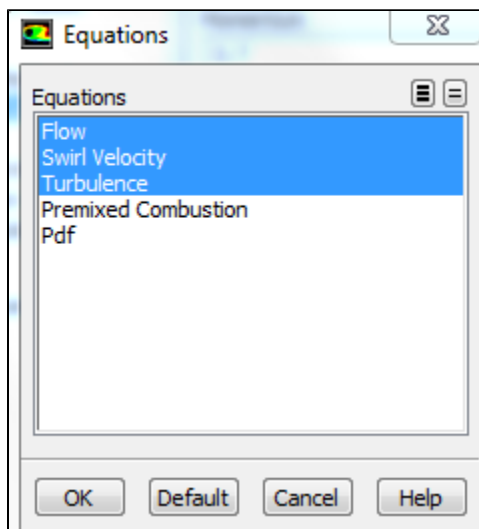 Equations
Equations
Flow
Swirl Velocity
Turbulence
Premixed Combustion
Pdf
OK Default Cancel Help